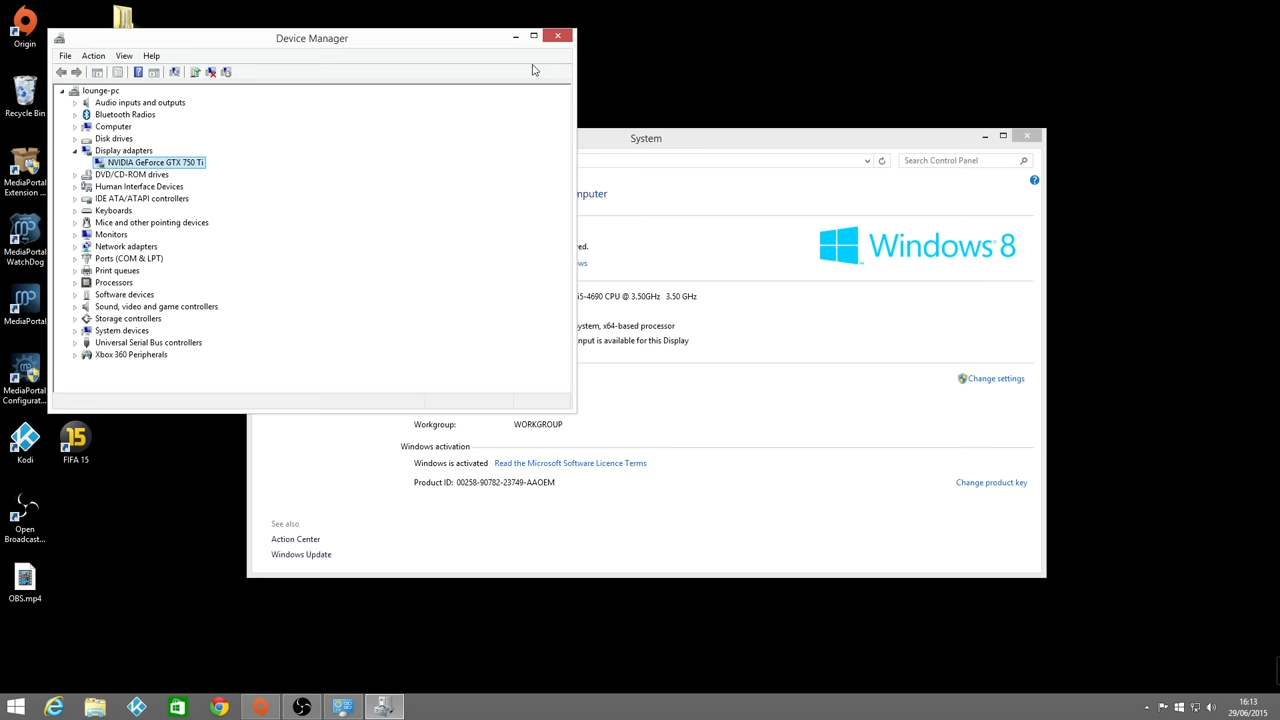 Origin
Recycle Bin
MediaPortal
Extension ...
MediaPortal
WatchDog
MediaPortal
MediaPortal
Configurat...
Kodi
15
FIFA 15
Open
Broadcast...
OBS.mp4
Device Manager
File Action View Help
lounge-pc
Audio inputs and outputs
Bluetooth Radios
Computer
Disk drives
Display adapters
NVIDIA GeForce GTX 750 Ti
DVD/CD-ROM drives
Human Interface Devices
IDE ATA/ATAPI controllers
Keyboards
Mice and other pointing devices
Monitors
Network adapters
Ports (COM & LPT)
Print queues
Processors
Software devices
Sound, video and game controllers
Storage controllers
System devices
Universal Serial Bus controllers
Xbox 360 Peripherals
System
Search Control Panel
mputer
ved.
ws
Windows 8
i5-4690 CPU @ 3.50GHz 3.50 GHz
ystem, x64-based processor
nput is available for this Display
Change settings
Workgroup: WORKGROUP
Windows activation
Windows is activated Read the Microsoft Software Licence Terms
Product ID: 00258-90782-23749-AAOEM
Change product key
See also
Action Center
Windows Update
16:13
29/06/2015